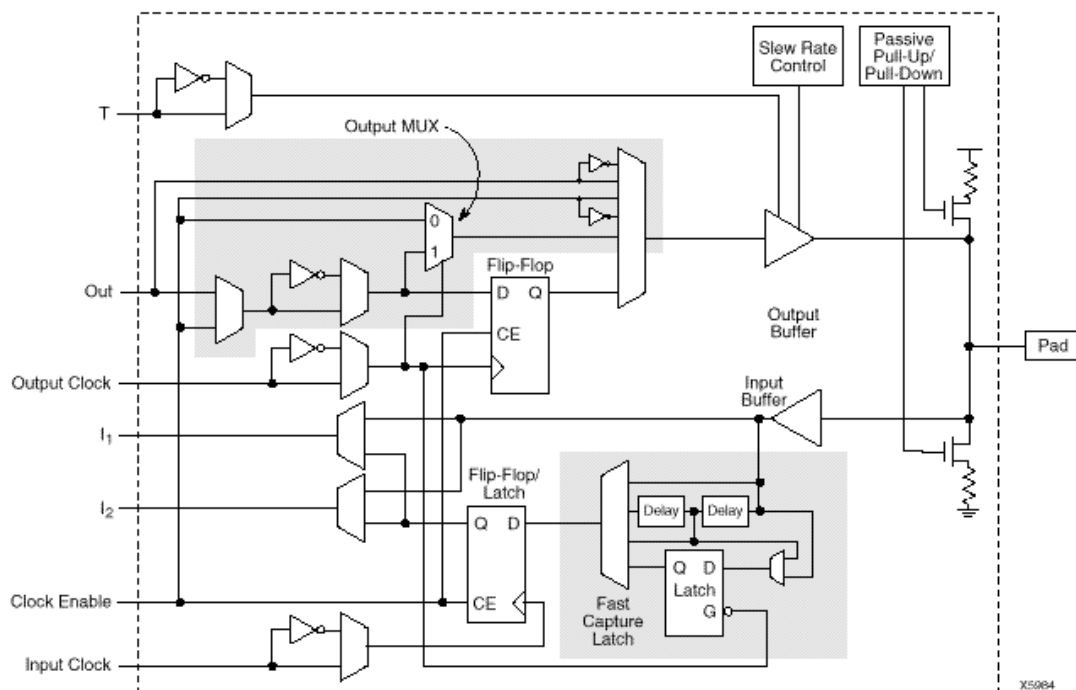 Slew Rate
Control
Passive
Pull-Up/
Pull-Down
T
Output MUX
0
1
Flip-Flop
D Q
CE
Out
Output
Buffer
Pad
Output Clock
Input
Buffer
I1
Flip-Flop/
Latch
I2
Delay
Delay
Q D
Q D
Latch
G
Clock Enable
CE
Fast
Capture
Latch
Input Clock
X5984